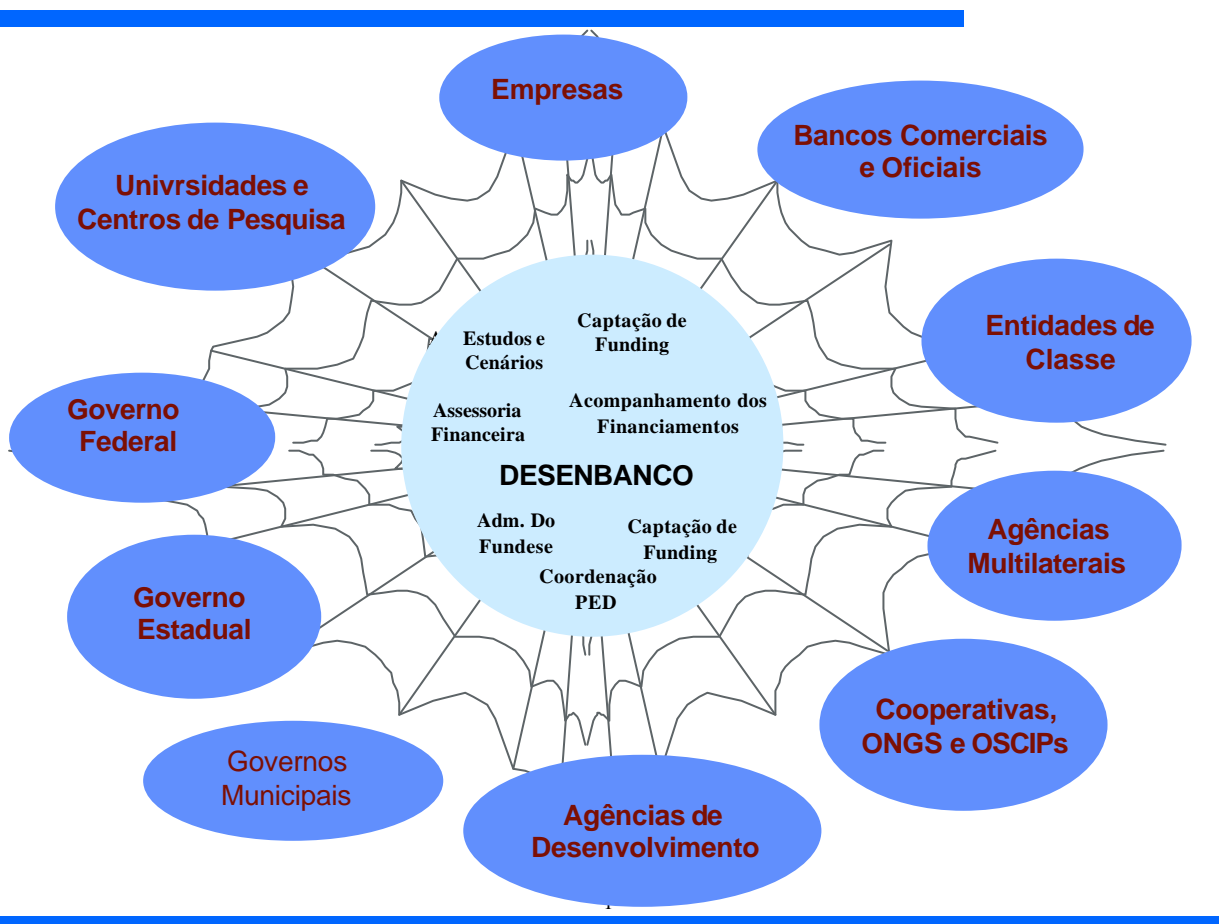 Empresas
Bancos Comerciais
e Oficiais
Univrsidades e
Centros de Pesquisa
Entidades de
Classe
Estudos e
Cenários
Captação de
Funding
Governo
Federal
Assessoria
Financeira
Acompanhamento dos
Financiamentos
DESENBANCO
Adm. Do
Fundese
Captação de
Funding
Coordenação
PED
Agências
Multilaterais
Governo
Estadual
Cooperativas,
ONGS e OSCIPs
Governos
Municipais
Agências de
Desenvolvimento